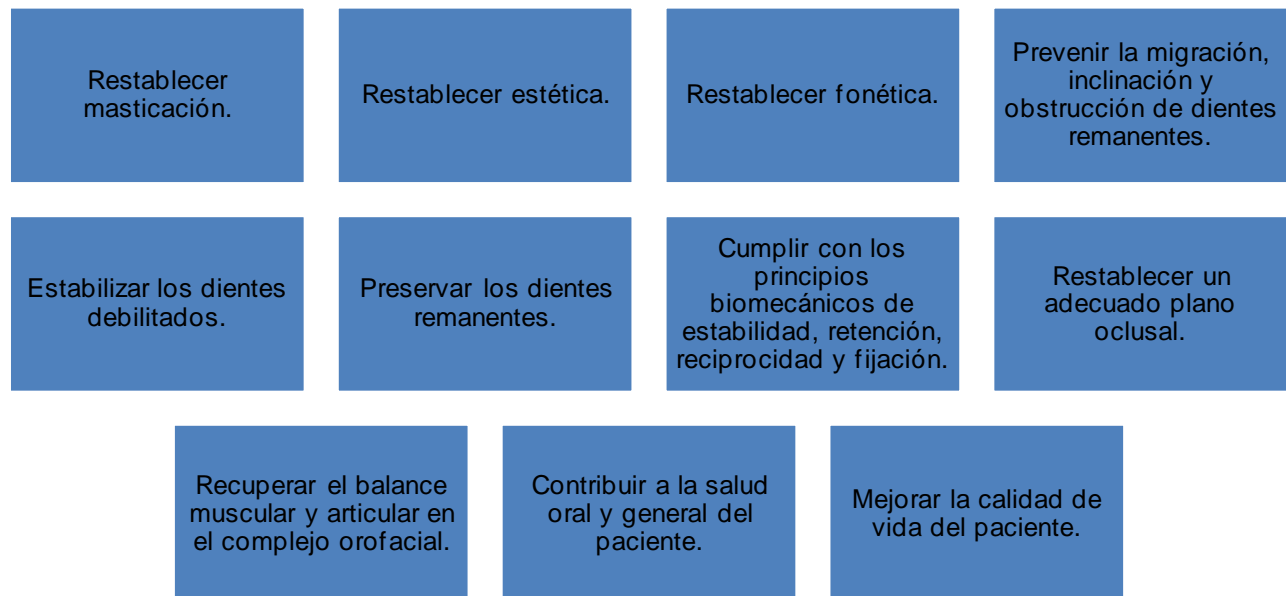 Restablecer
masticación.
Restablecer estética.
Restablecer fonética.
Prevenir la migración,
inclinación y
obstrucción de dientes
remanentes.
Estabilizar los dientes
debilitados.
Preservar los dientes
remanentes.
Cumplir con los
principios
biomecánicos de
estabilidad, retención,
reciprocidad y fijación.
Restablecer un
adecuado plano
oclusal.
Recuperar el balance
muscular y articular en
el complejo orofacial.
Contribuir a la salud
oral y general del
paciente.
Mejorar la calidad de
vida del paciente.